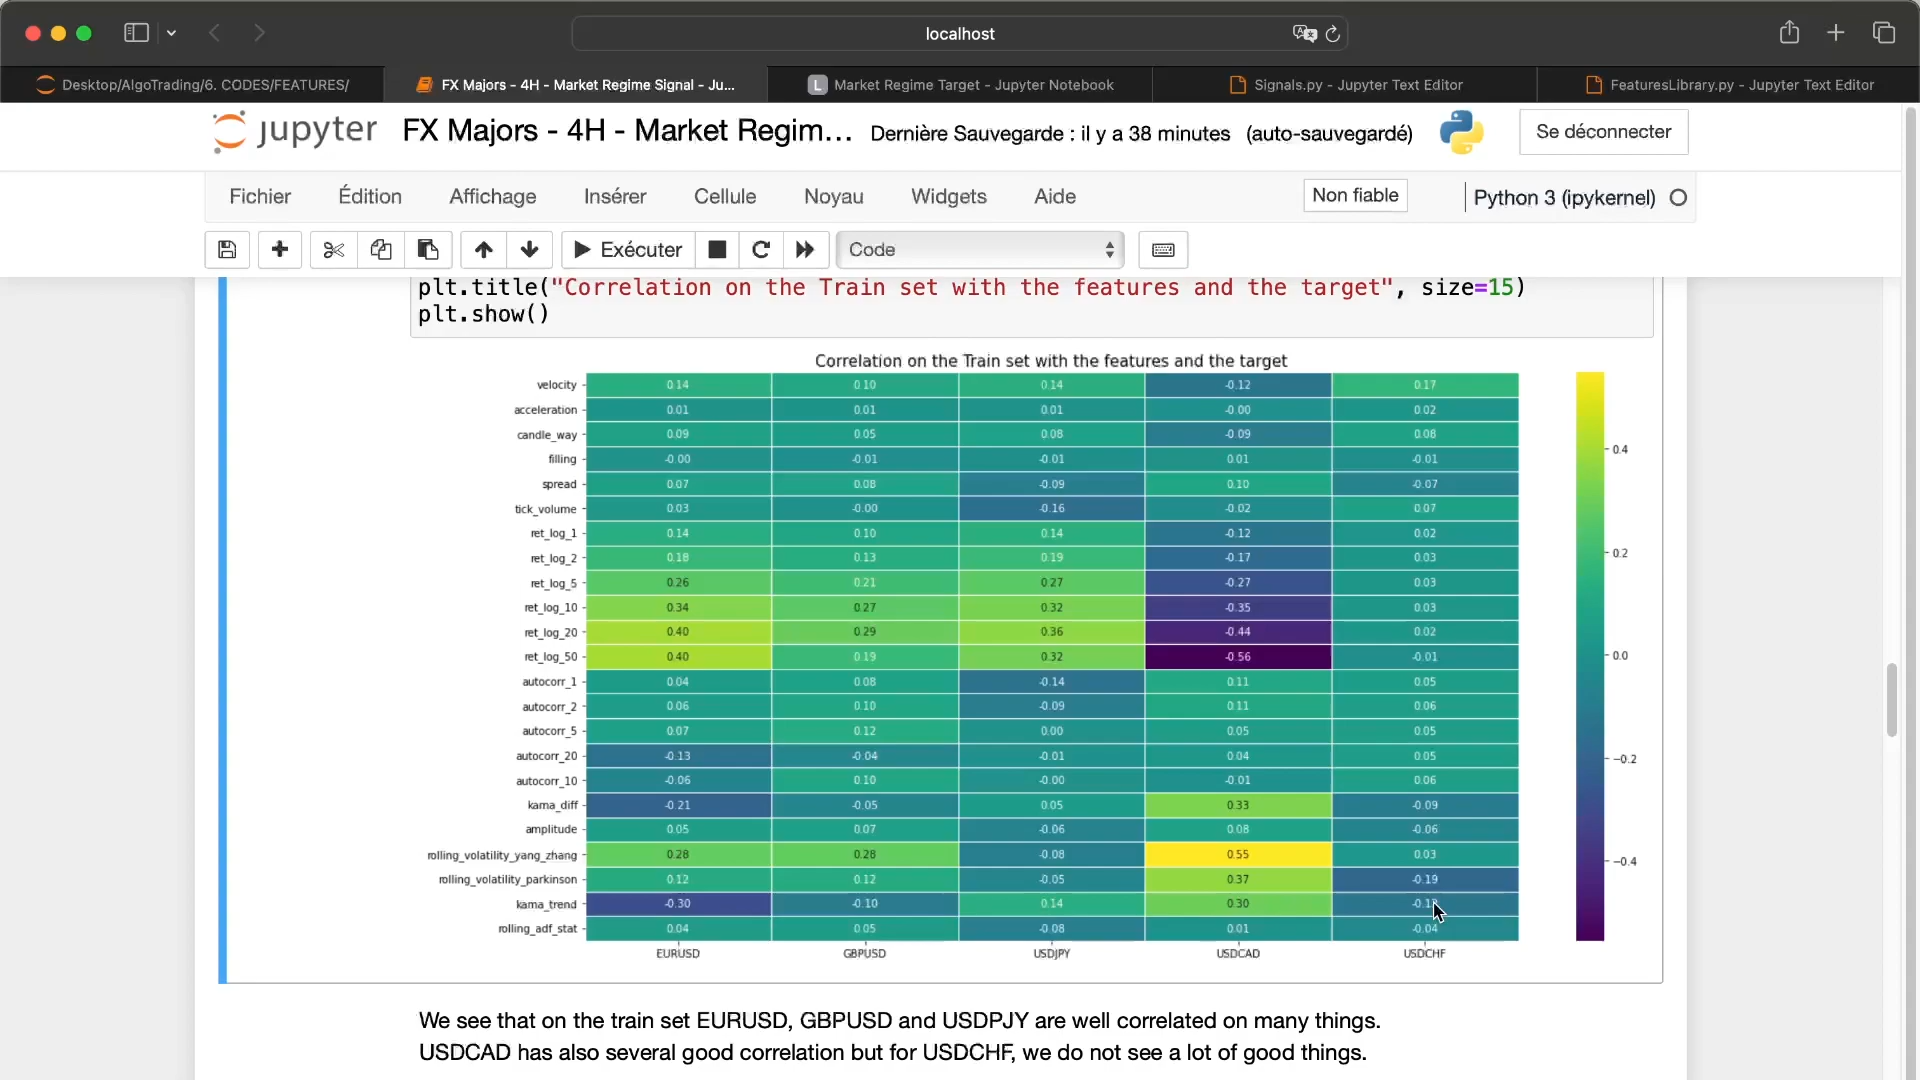 localhost
Desktop/AlgoTrading/6. CODES/FEATURES/
FX Majors - 4H - Market Regime Signal - Ju...
L Market Regime Target - Jupyter Notebook
Signals.py - Jupyter Text Editor
FeaturesLibrary.py - Jupyter Text Editor
jupyter FX Majors - 4H - Market Regim... Dernière Sauvegarde : il y a 38 minutes (auto-sauvegardé) Se déconnecter
Fichier Édition Affichage Insérer Cellule Noyau Widgets Aide Non fiable Python 3 (ipykernel)
Exécuter Code
plt.title("Correlation on the Train set with the features and the target", size=15)
plt.show()
Correlation on the Train set with the features and the target
velocity 0.14 0.10 0.14 -0.12 0.17
acceleration 0.01 0.01 0.01 -0.00 0.02
candle_way 0.09 0.05 0.08 -0.09 0.08
filling -0.00 -0.01 -0.01 0.01 -0.01
spread 0.07 0.08 -0.09 0.10 -0.07
tick_volume 0.03 -0.00 -0.16 -0.02 0.07
ret_log_1 0.14 0.10 0.14 -0.12 0.02
ret_log_2 0.18 0.13 0.19 -0.17 0.03
ret_log_5 0.26 0.21 0.27 -0.27 0.03
ret_log_10 0.34 0.27 0.32 -0.35 0.03
ret_log_20 0.40 0.29 0.36 -0.44 0.02
ret_log_50 0.40 0.19 0.32 -0.56 -0.01
autocorr_1 0.04 0.08 -0.14 0.11 0.05
autocorr_2 0.06 0.10 -0.09 0.11 0.06
autocorr_5 0.07 0.12 0.00 0.05 0.05
autocorr_20 -0.13 -0.04 -0.01 0.04 0.05
autocorr_10 -0.06 0.10 -0.00 -0.01 0.06
kama_diff -0.21 -0.05 0.05 0.33 -0.09
amplitude 0.05 0.07 -0.06 0.08 -0.06
rolling_volatility_yang_zhang 0.28 0.28 -0.08 0.55 0.03
rolling_volatility_parkinson 0.12 0.12 -0.05 0.37 -0.19
kama_trend -0.30 -0.10 0.14 0.30
rolling_adf_stat 0.04 0.05 -0.08 0.01 -0.04
EURUSD GBPUSD USDJPY USDCAD USDCHF
0.4
0.2
0.0
−0.2
−0.4
We see that on the train set EURUSD, GBPUSD and USDPJY are well correlated on many things.
USDCAD has also several good correlation but for USDCHF, we do not see a lot of good things.